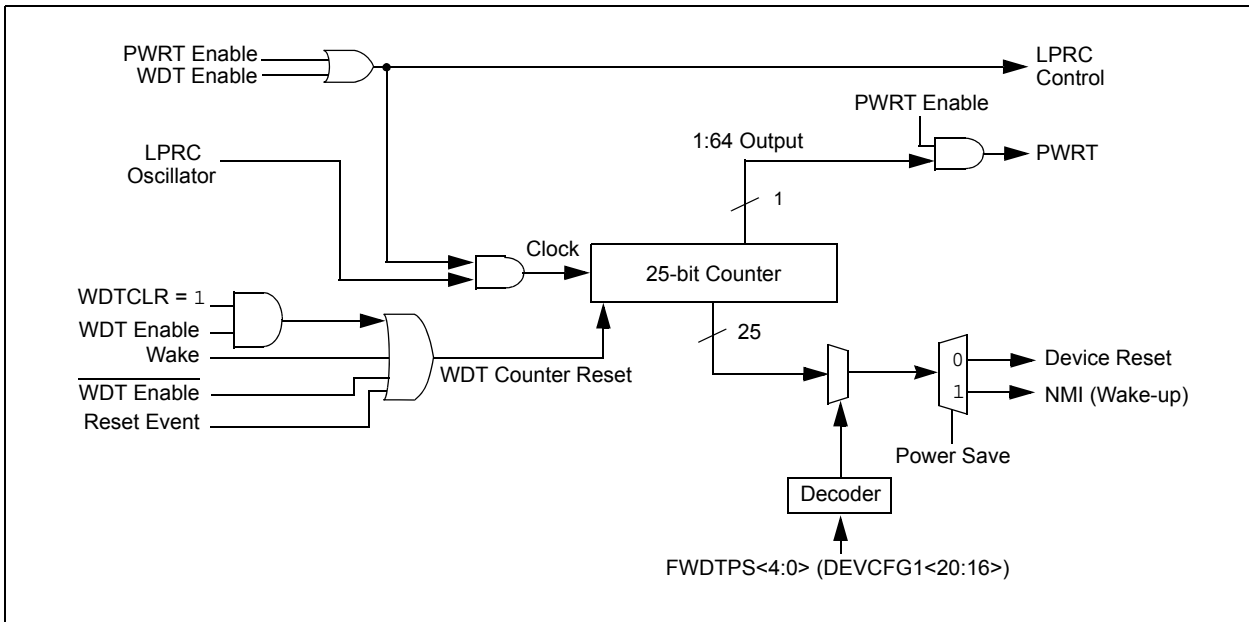 PWRT Enable
WDT Enable
LPRC
Control
PWRT Enable
LPRC
Oscillator
1:64 Output
PWRT
1
Clock
25-bit Counter
WDTCLR = 1
WDT Enable
Wake
WDT Enable
Reset Event
WDT Counter Reset
25
0
1
Device Reset
NMI (Wake-up)
Power Save
Decoder
FWDTPS<4:0> (DEVCFG1<20:16>)